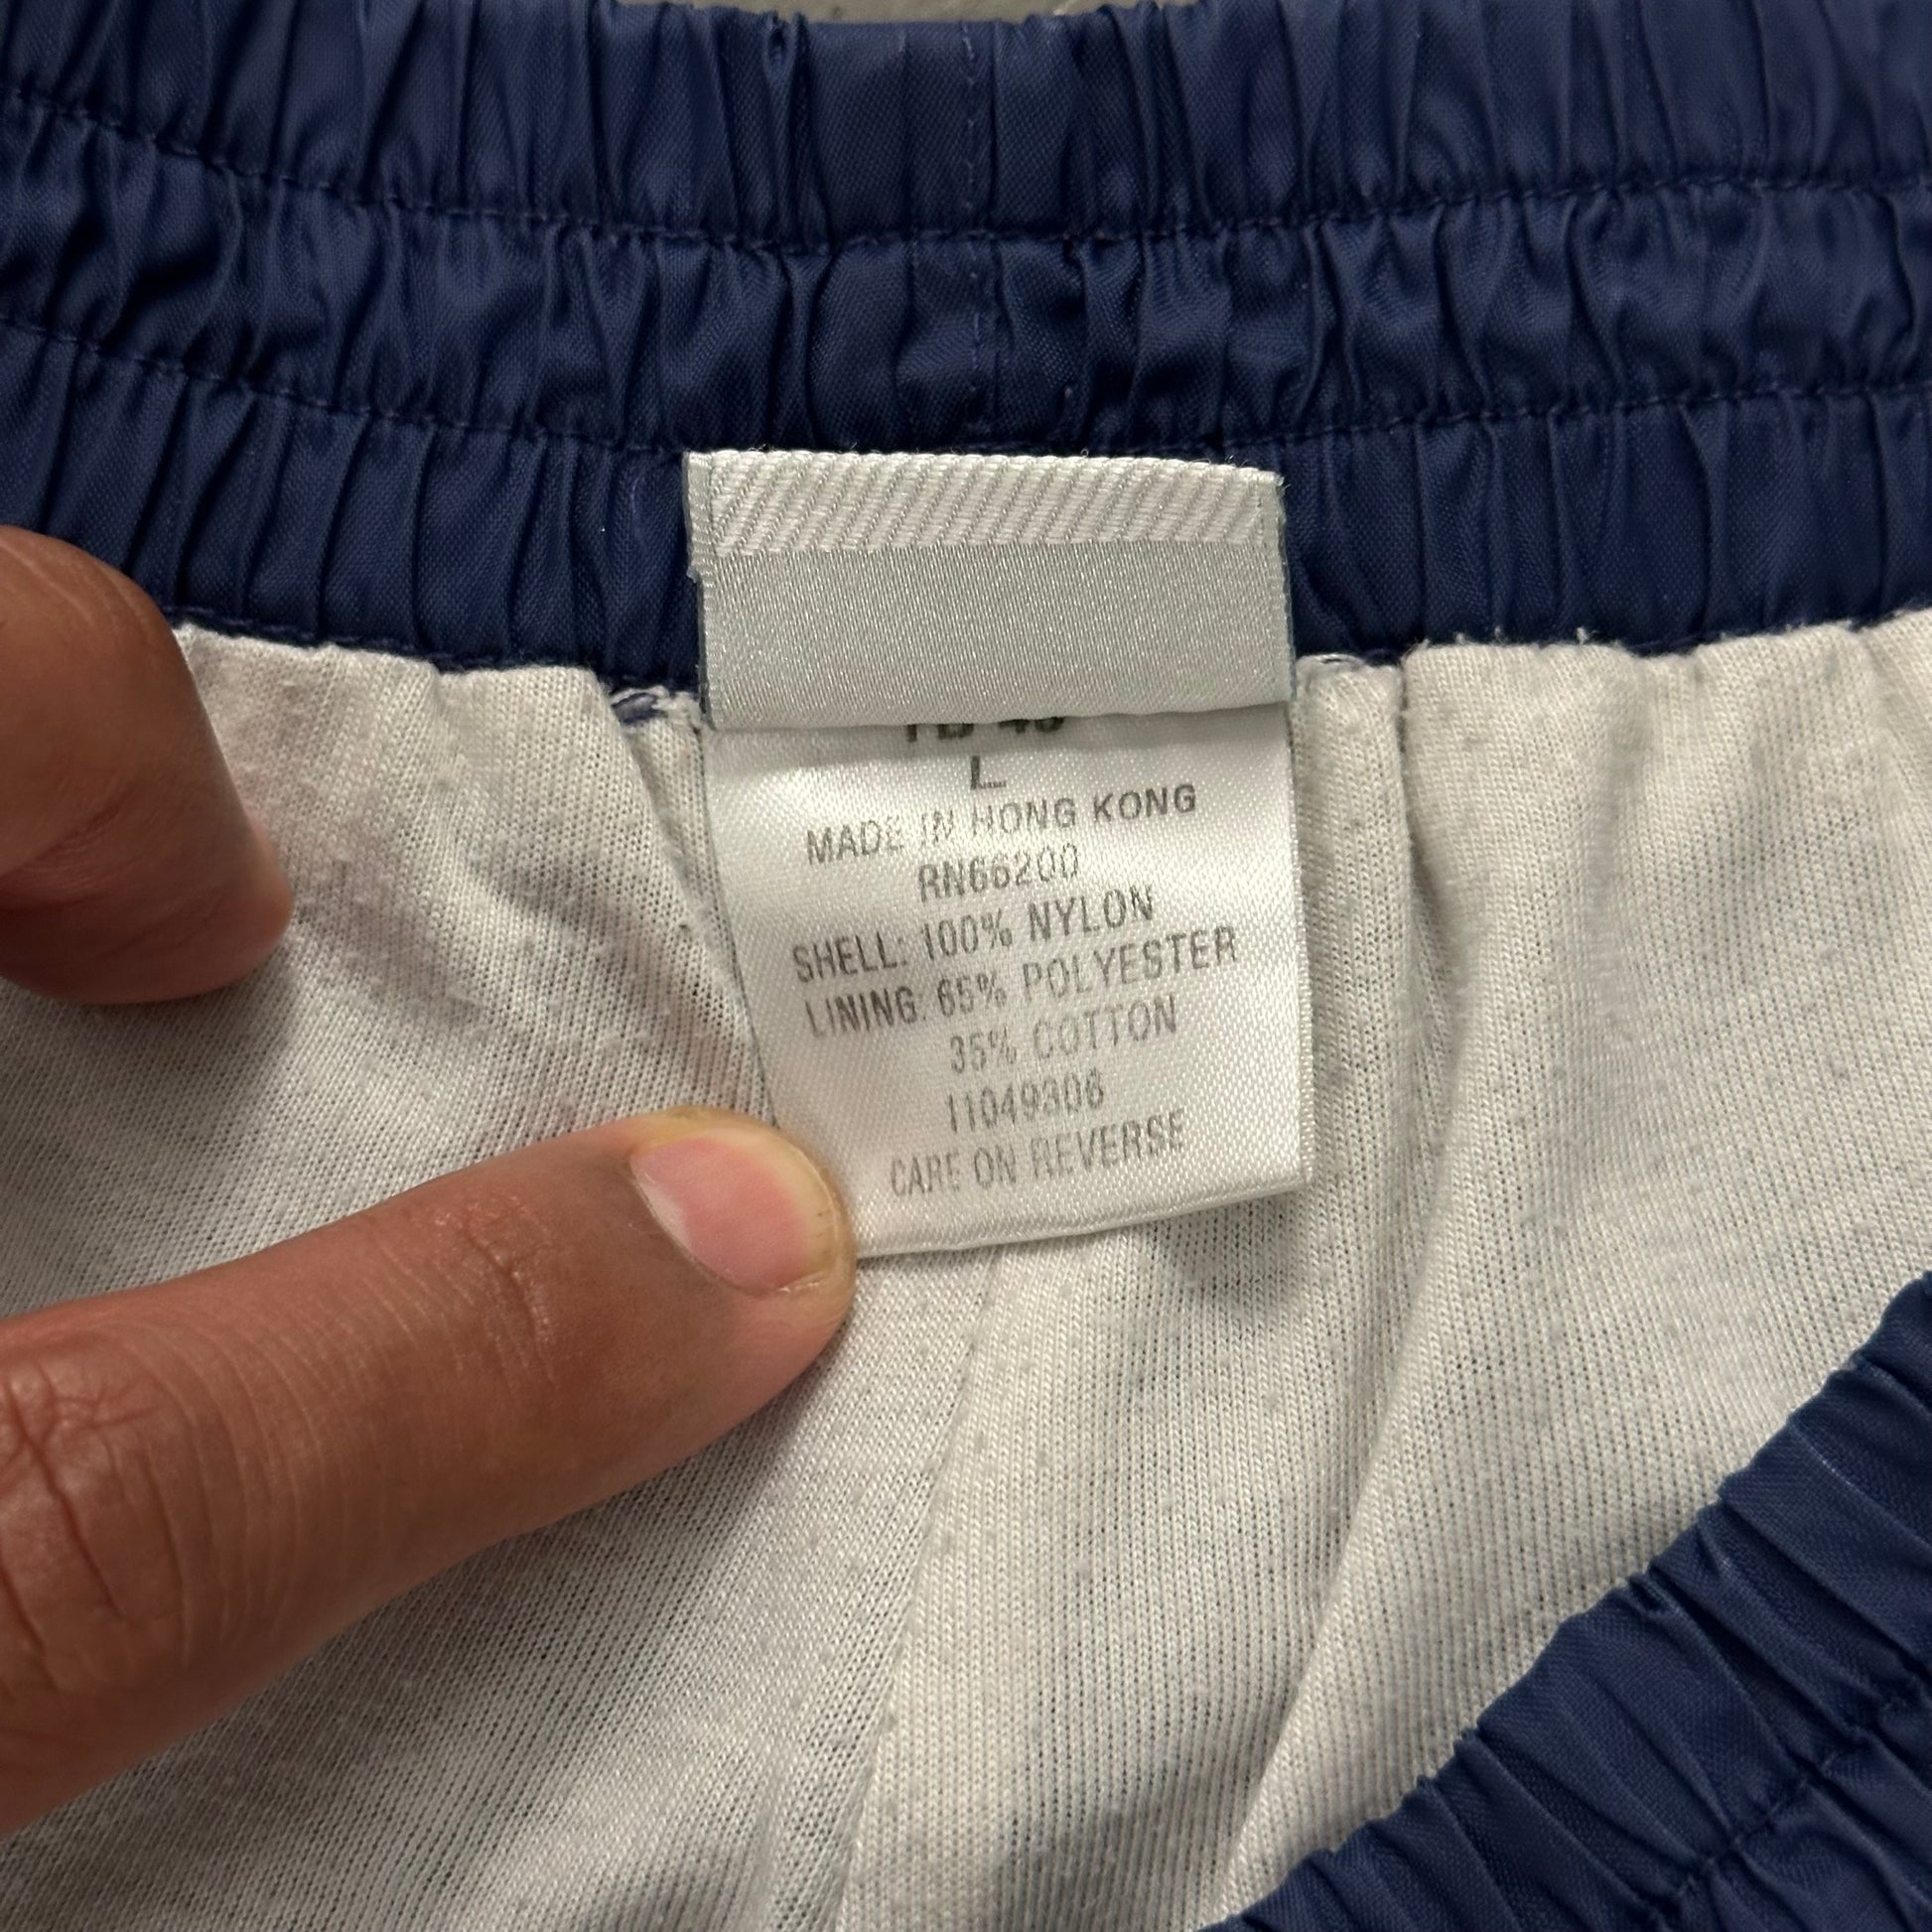 L
MADE IN HONG KONG
RN66200
SHELL: 100% NYLON
LINING: 65% POLYESTER
35% COTTON
11049306
CARE ON REVERSE